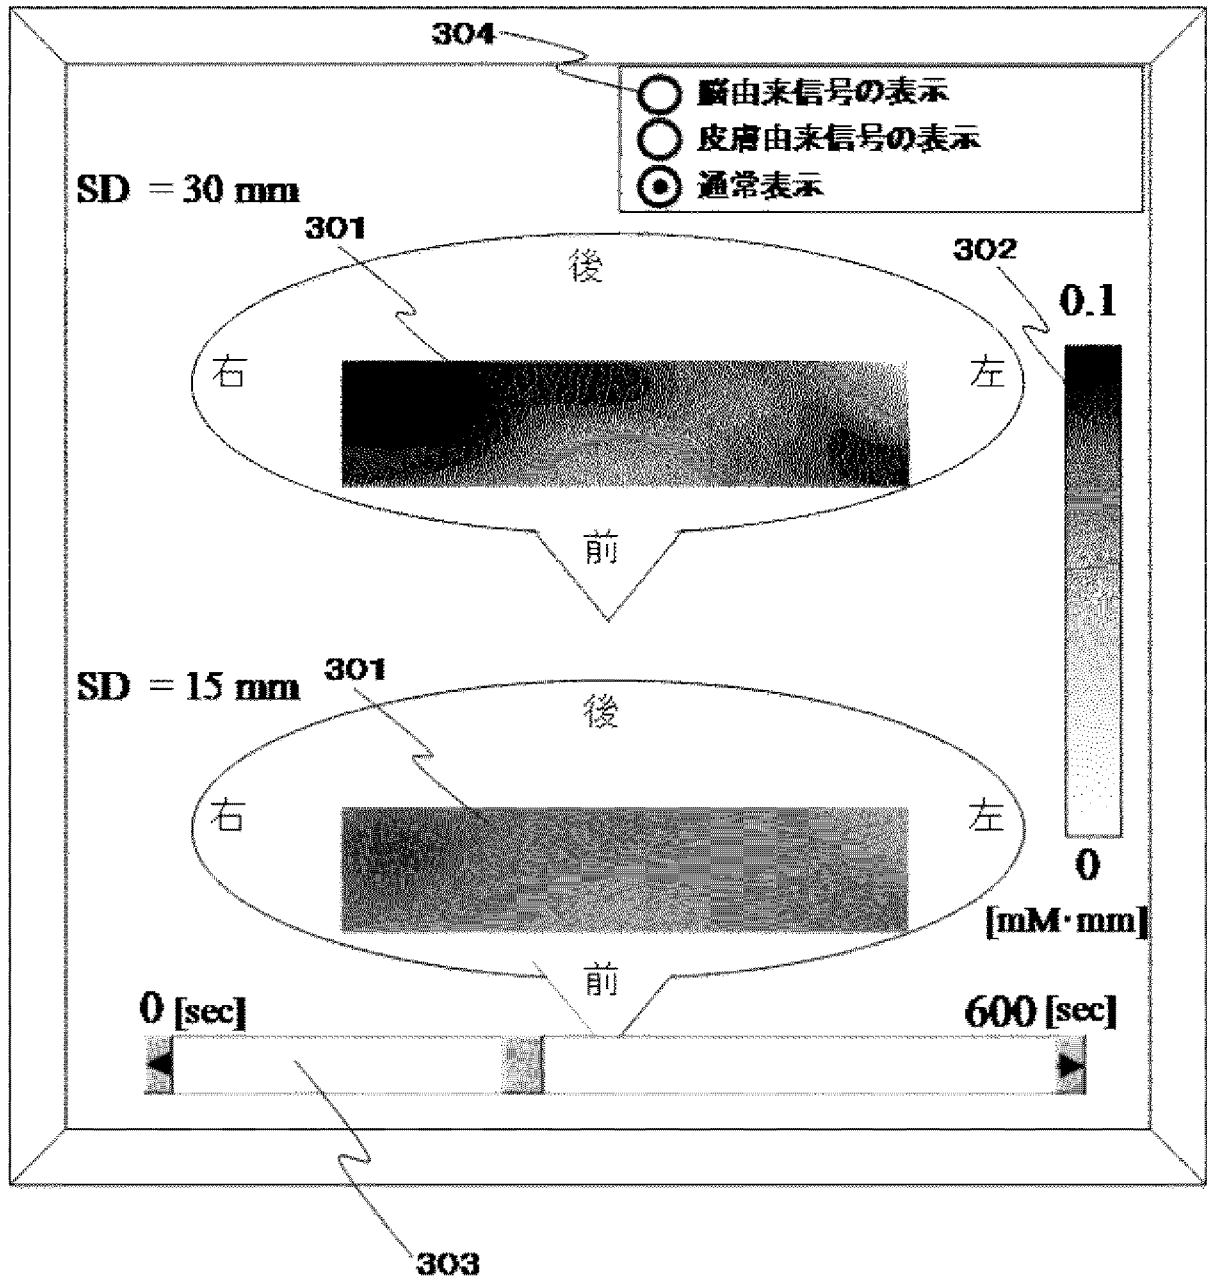 304
脳由来信号の表示
皮膚由来信号の表示
通常表示
SD = 30 mm
301
302
後
0.1
右
左
前
SD = 15 mm
301
後
右
左
0
[mM·mm]
前
0 [sec]
600 [sec]
303